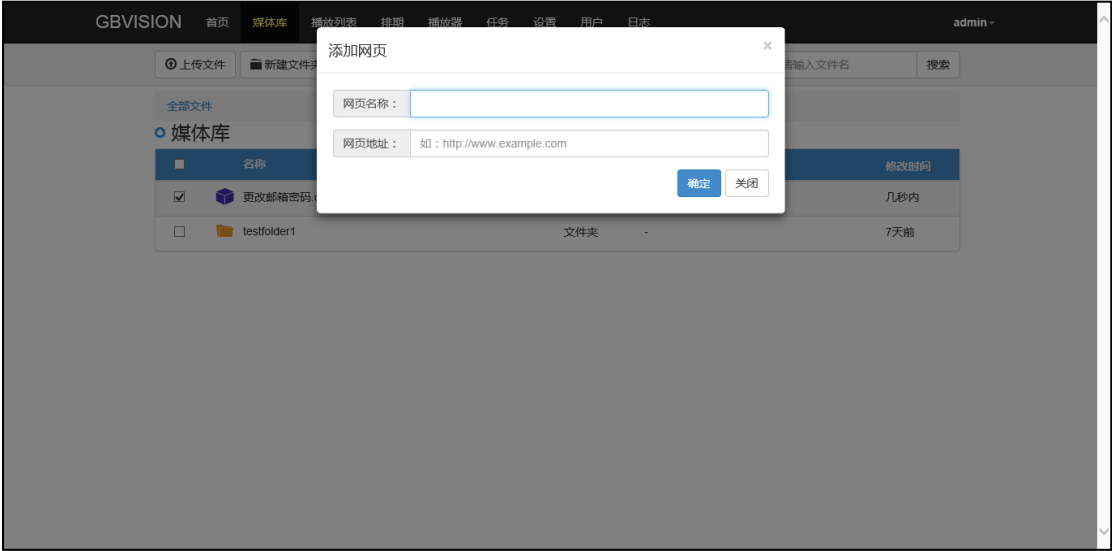 GBVISION 首页 媒体库 播放列表 排期 播放器 任务 设置 用户 日志 admin
添加网页 ×
上传文件 新建文件夹 请输入文件名 搜索
网页名称：
全部文件
媒体库
网页地址： 如：http://www.example.com
名称 修改时间
确定 关闭
更改邮箱密码. 几秒内
testfolder1 文件夹 - 7天前